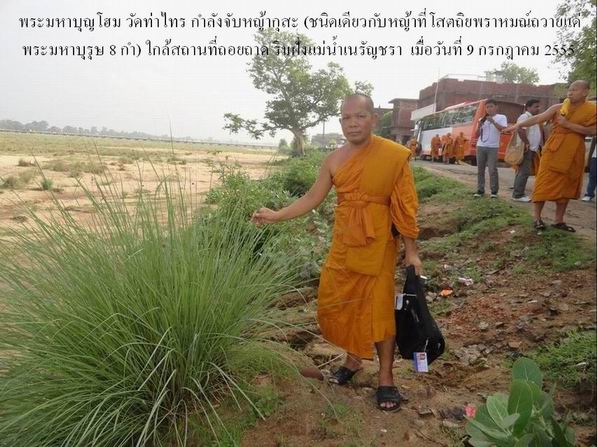 พระมหาบุญโฮม วัดท่าไทร กำลังจับหญ้ากุสะ (ชนิดเดียวกับหญ้าที่โสตถิยพราหมณ์ถวายแด่
พระมหาบุรุษ 8 กำ) ใกล้สถานที่ลอยถาด ริมฝั่งแม่น้ำเนรัญชรา เมื่อวันที่ 9 กรกฎาคม 2555